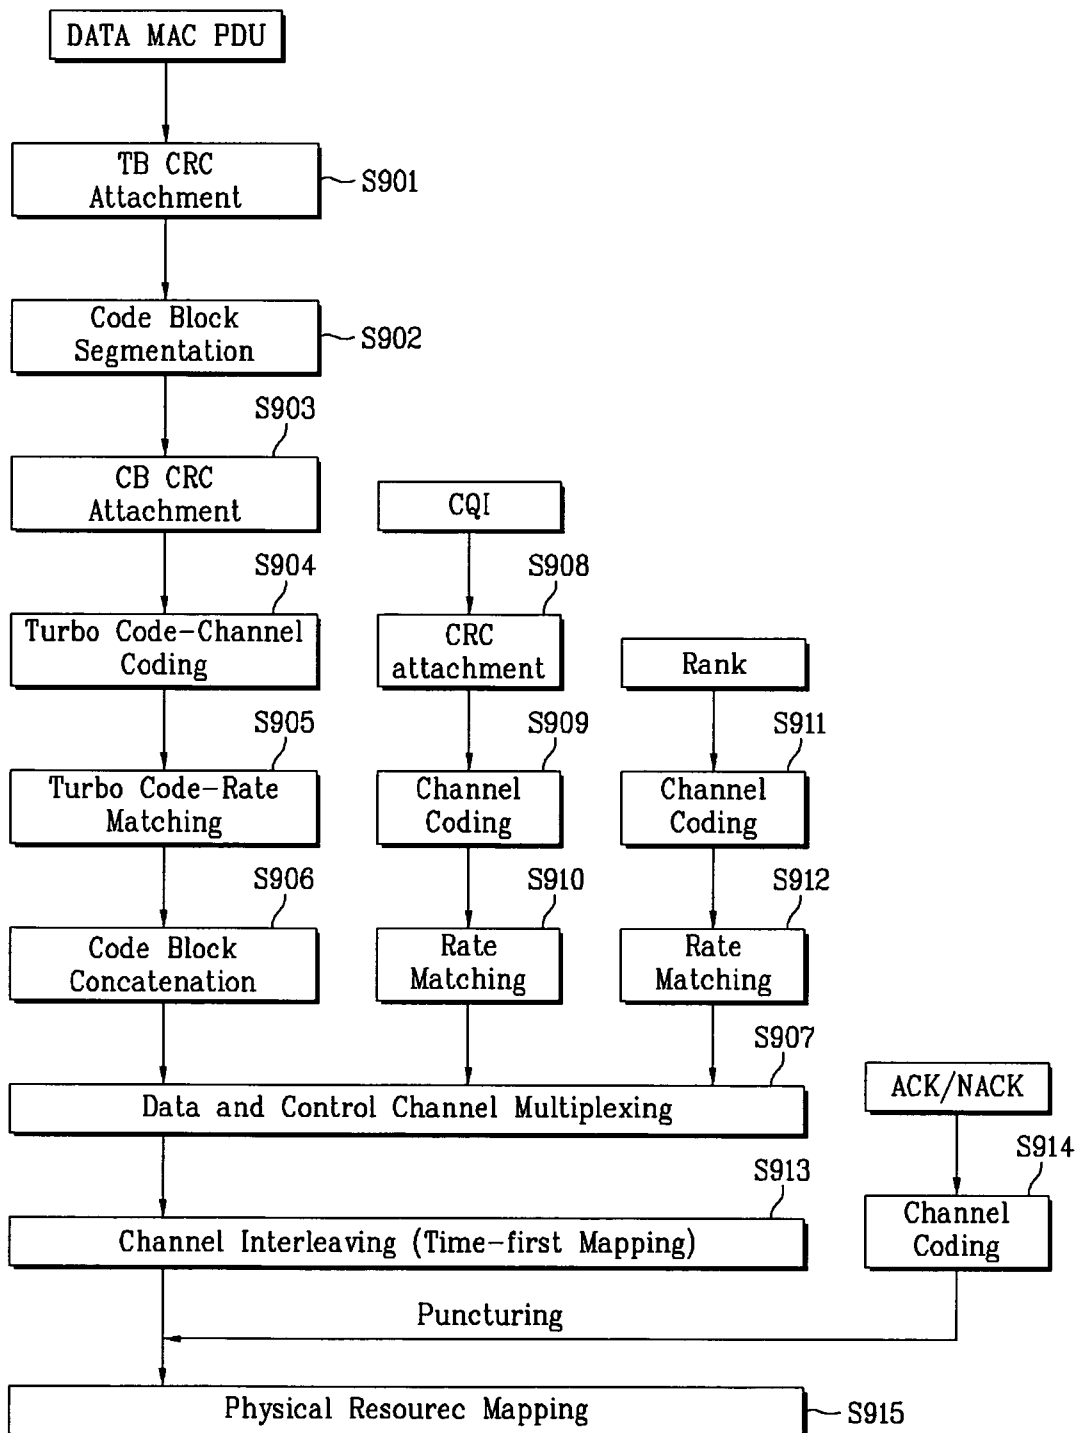 DATA MAC PDU
TB CRC
Attachment
S901
Code Block
Segmentation
S902
S903
CB CRC
Attachment
CQI
S904
S908
Turbo Code-Channel
Coding
CRC
attachment
Rank
S905
S909
S911
Turbo Code-Rate
Matching
Channel
Coding
Channel
Coding
S906
S910
S912
Code Block
Concatenation
Rate
Matching
Rate
Matching
S907
Data and Control Channel Multiplexing
ACK/NACK
S913
S914
Channel Interleaving (Time-first Mapping)
Channel
Coding
Puncturing
Physical Resourec Mapping
S915